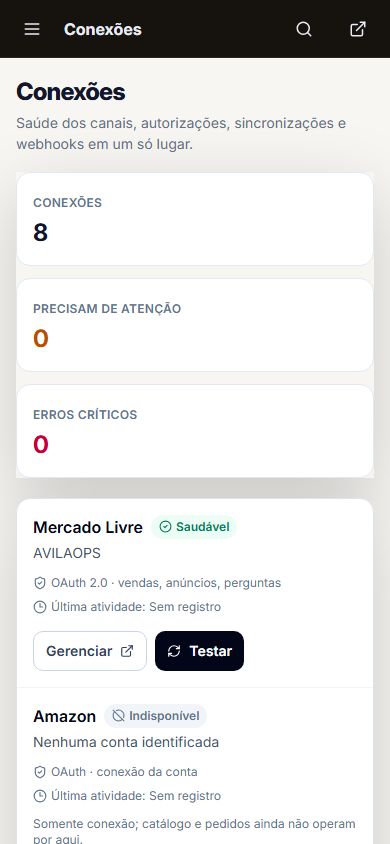 Conexões
Conexões
Saúde dos canais, autorizações, sincronizações e
webhooks em um só lugar.
CONEXÕES
8
PRECISAM DE ATENÇÃO
0
ERROS CRÍTICOS
0
Mercado Livre Saudável
AVILAOPS
OAuth 2.0 · vendas, anúncios, perguntas
Última atividade: Sem registro
Gerenciar Testar
Amazon Indisponível
Nenhuma conta identificada
OAuth · conexão da conta
Última atividade: Sem registro
Somente conexão; catálogo e pedidos ainda não operam
por aqui.